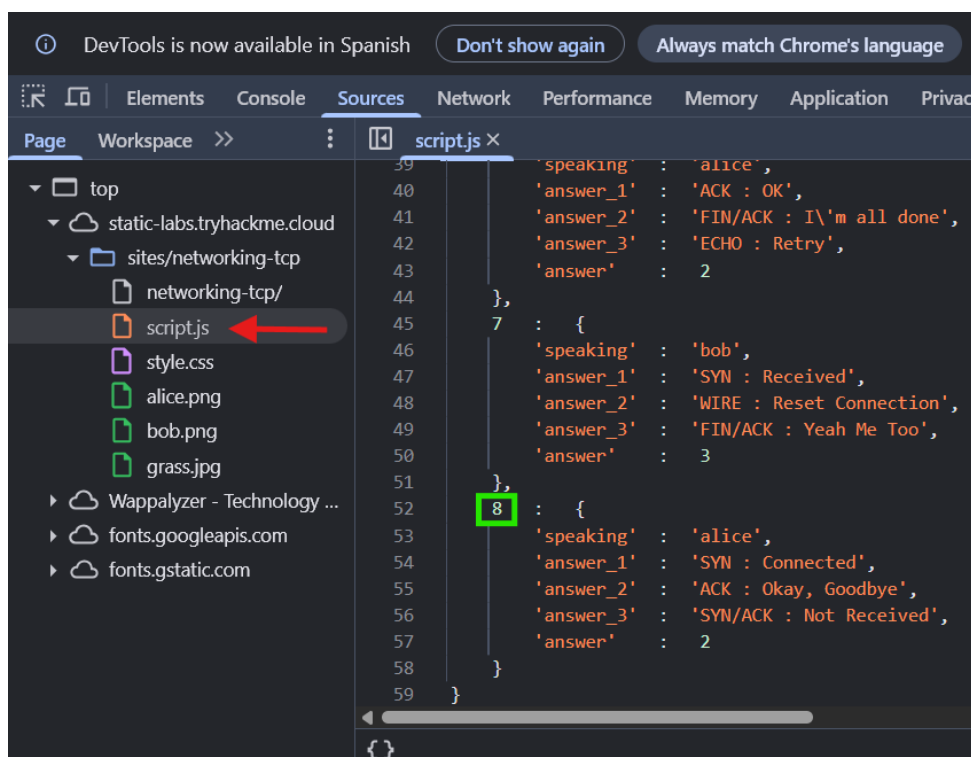 DevTools is now available in Spanish Don't show again Always match Chrome's language
Elements Console Sources Network Performance Memory Application Privac
Page Workspace >> script.js ×
top
static-labs.tryhackme.cloud
sites/networking-tcp
networking-tcp/
script.js
style.css
alice.png
bob.png
grass.jpg
Wappalyzer - Technology ...
fonts.googleapis.com
fonts.gstatic.com
39 'speaking' : 'alice',
40 'answer_1' : 'ACK : OK',
41 'answer_2' : 'FIN/ACK : I\'m all done',
42 'answer_3' : 'ECHO : Retry',
43 'answer' : 2
44 },
45 7 : {
46 'speaking' : 'bob',
47 'answer_1' : 'SYN : Received',
48 'answer_2' : 'WIRE : Reset Connection',
49 'answer_3' : 'FIN/ACK : Yeah Me Too',
50 'answer' : 3
51 },
52 8 : {
53 'speaking' : 'alice',
54 'answer_1' : 'SYN : Connected',
55 'answer_2' : 'ACK : Okay, Goodbye',
56 'answer_3' : 'SYN/ACK : Not Received',
57 'answer' : 2
58 }
59 }
{ }